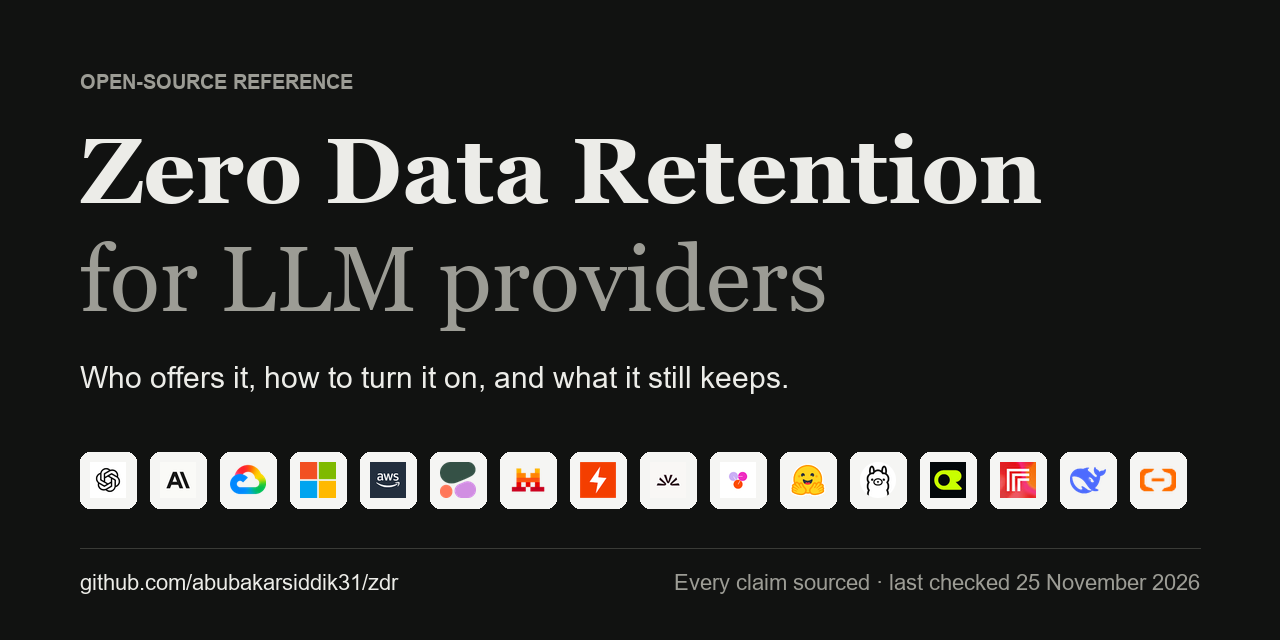 OPEN-SOURCE REFERENCE
Zero Data Retention
for LLM providers
Who offers it, how to turn it on, and what it still keeps.
aws
github.com/abubakarsiddik31/zdr
Every claim sourced · last checked 25 November 2026